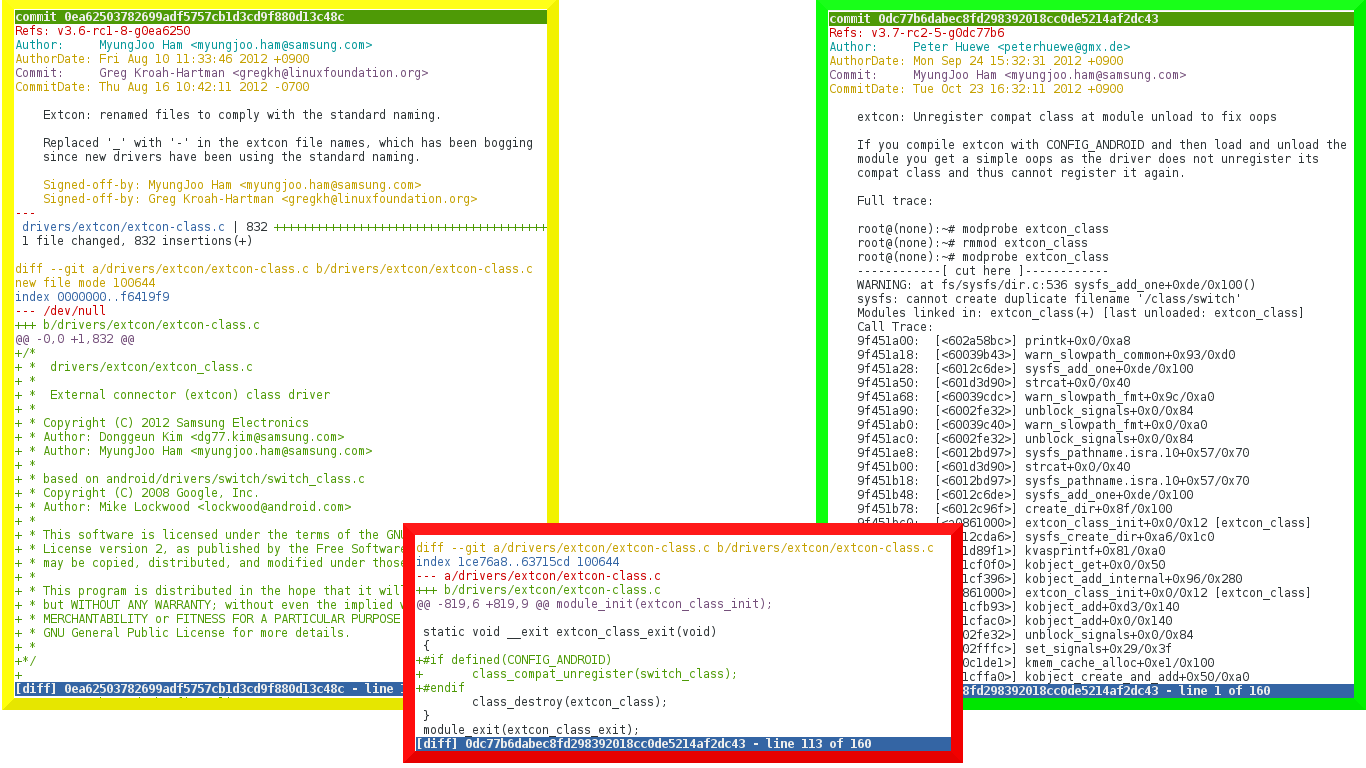 commit 0ea62503782699adf5757cb1d3cd9f880d13c48c
Refs: v3.6-rc1-8-g0ea6250
Author:     MyungJoo Ham <myungjoo.ham@samsung.com>
AuthorDate: Fri Aug 10 11:33:46 2012 +0900
Commit:     Greg Kroah-Hartman <gregkh@linuxfoundation.org>
CommitDate: Thu Aug 16 10:42:11 2012 -0700
    Extcon: renamed files to comply with the standard naming.
    Replaced '_' with '-' in the extcon file names, which has been bogging
    since new drivers have been using the standard naming.
    Signed-off-by: MyungJoo Ham <myungjoo.ham@samsung.com>
    Signed-off-by: Greg Kroah-Hartman <gregkh@linuxfoundation.org>
---
 drivers/extcon/extcon-class.c | 832 +++++++++++++++++++++++++++++++++++++++
 1 file changed, 832 insertions(+)
diff --git a/drivers/extcon/extcon-class.c b/drivers/extcon/extcon-class.c
new file mode 100644
index 0000000..f6419f9
--- /dev/null
+++ b/drivers/extcon/extcon-class.c
@@ -0,0 +1,832 @@
+/*
+ *  drivers/extcon/extcon_class.c
+ *
+ *  External connector (extcon) class driver
+ *
+ * Copyright (C) 2012 Samsung Electronics
+ * Author: Donggeun Kim <dg77.kim@samsung.com>
+ * Author: MyungJoo Ham <myungjoo.ham@samsung.com>
+ *
+ * based on android/drivers/switch/switch_class.c
+ * Copyright (C) 2008 Google, Inc.
+ * Author: Mike Lockwood <lockwood@android.com>
+ *
+ * This software is licensed under the terms of the GNU
+ * License version 2, as published by the Free Software
+ * may be copied, distributed, and modified under those
+ *
+ * This program is distributed in the hope that it will
+ * but WITHOUT ANY WARRANTY; without even the implied
+ * MERCHANTABILITY or FITNESS FOR A PARTICULAR PURPOSE
+ * GNU General Public License for more details.
+ *
+*/
+
[diff] 0ea62503782699adf5757cb1d3cd9f880d13c48c - line
commit 0dc77b6dabec8fd298392018cc0de5214af2dc43
Refs: v3.7-rc2-5-g0dc77b6
Author:     Peter Huewe <peterhuewe@gmx.de>
AuthorDate: Mon Sep 24 15:32:31 2012 +0900
Commit:     MyungJoo Ham <myungjoo.ham@samsung.com>
CommitDate: Tue Oct 23 16:32:11 2012 +0900
    extcon: Unregister compat class at module unload to fix oops
    If you compile extcon with CONFIG_ANDROID and then load and unload the
    module you get a simple oops as the driver does not unregister its
    compat class and thus cannot register it again.
    Full trace:
    root@(none):~# modprobe extcon_class
    root@(none):~# rmmod extcon_class
    root@(none):~# modprobe extcon_class
    ------------[ cut here ]------------
    WARNING: at fs/sysfs/dir.c:536 sysfs_add_one+0xde/0x100()
    sysfs: cannot create duplicate filename '/class/switch'
    Modules linked in: extcon_class(+) [last unloaded: extcon_class]
    Call Trace:
    9f451a00:  [<602a58bc>] printk+0x0/0xa8
    9f451a18:  [<60039b43>] warn_slowpath_common+0x93/0xd0
    9f451a28:  [<6012c6de>] sysfs_add_one+0xde/0x100
    9f451a50:  [<601d3d90>] strcat+0x0/0x40
    9f451a68:  [<60039cdc>] warn_slowpath_fmt+0x9c/0xa0
    9f451a90:  [<6002fe32>] unblock_signals+0x0/0x84
    9f451ab0:  [<60039c40>] warn_slowpath_fmt+0x0/0xa0
    9f451ac0:  [<6002fe32>] unblock_signals+0x0/0x84
    9f451ae8:  [<6012bd97>] sysfs_pathname.isra.10+0x57/0x70
    9f451b00:  [<601d3d90>] strcat+0x0/0x40
    9f451b18:  [<6012bd97>] sysfs_pathname.isra.10+0x57/0x70
    9f451b48:  [<6012c6de>] sysfs_add_one+0xde/0x100
    9f451b78:  [<6012c96f>] create_dir+0x8f/0x100
    9f451bc0:  [<a0861000>] extcon_class_init+0x0/0x12 [extcon_class]
12cda6>] sysfs_create_dir+0xa6/0x1c0
1d89f1>] kvasprintf+0x81/0xa0
1cf0f0>] kobject_get+0x0/0x50
1cf396>] kobject_add_internal+0x96/0x280
861000>] extcon_class_init+0x0/0x12 [extcon_class]
1cfb93>] kobject_add+0xd3/0x140
1cfac0>] kobject_add+0x0/0x140
02fe32>] unblock_signals+0x0/0x84
02fffc>] set_signals+0x29/0x3f
0c1de1>] kmem_cache_alloc+0xe1/0x100
1cffa0>] kobject_create_and_add+0x50/0xa0
8fd298392018cc0de5214af2dc43 - line 1 of 160
diff --git a/drivers/extcon/extcon-class.c b/drivers/extcon/extcon-class.c
index 1ce76a8..63715cd 100644
--- a/drivers/extcon/extcon-class.c
+++ b/drivers/extcon/extcon-class.c
@@ -819,6 +819,9 @@ module_init(extcon_class_init);
 static void __exit extcon_class_exit(void)
 {
+#if defined(CONFIG_ANDROID)
+       class_compat_unregister(switch_class);
+#endif
        class_destroy(extcon_class);
 }
 module_exit(extcon_class_exit);
[diff] 0dc77b6dabec8fd298392018cc0de5214af2dc43 - line 113 of 160